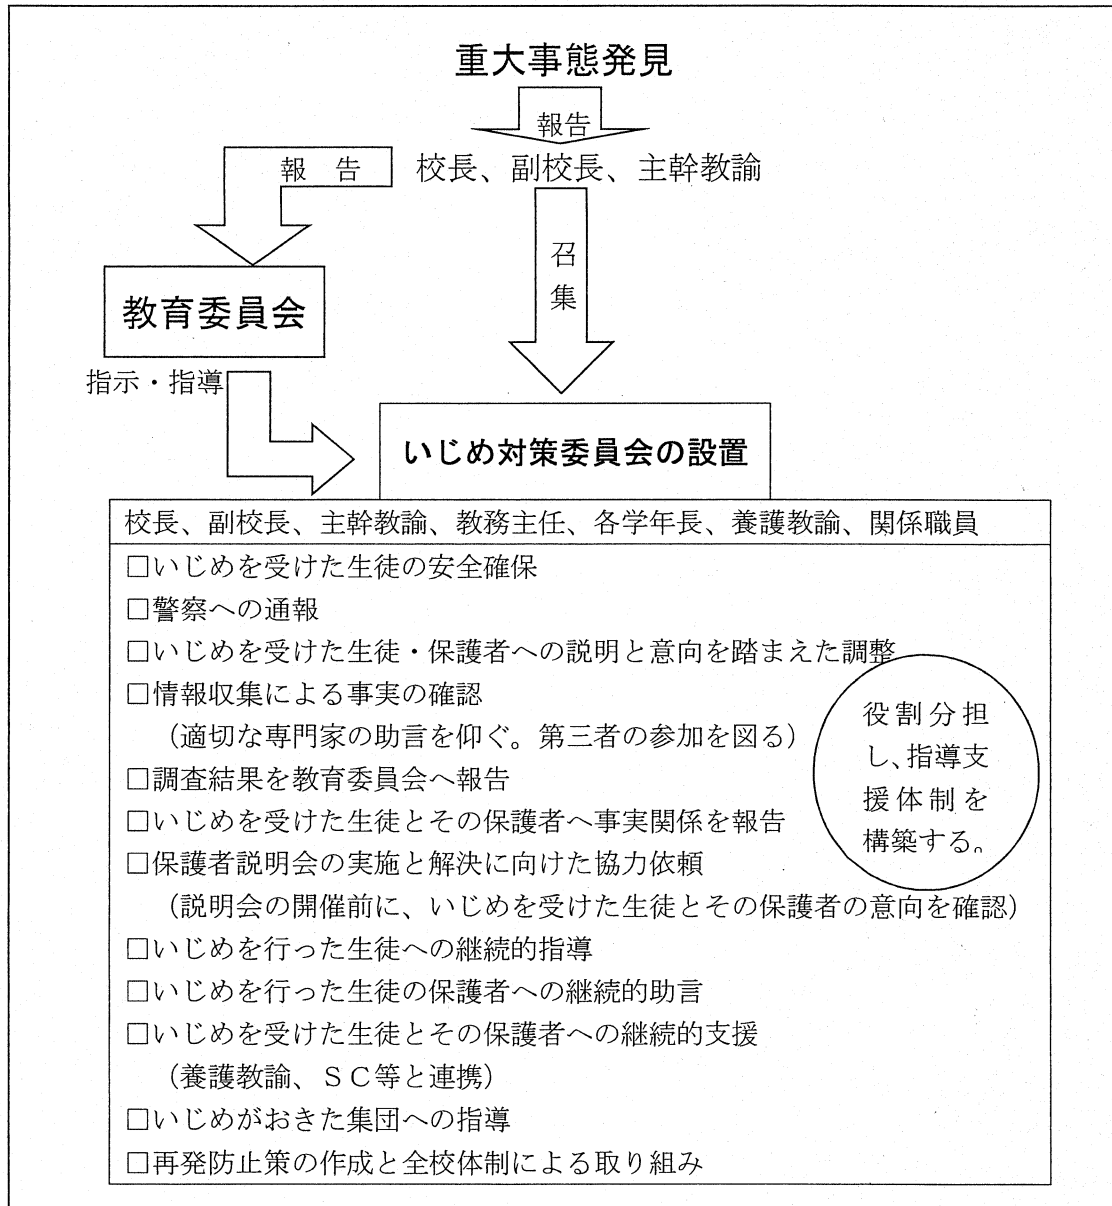 重大事態発見
報告
報 告
校長、副校長、主幹教諭
召集
教育委員会
指示・指導
いじめ対策委員会の設置
校長、副校長、主幹教諭、教務主任、各学年長、養護教諭、関係職員
□いじめを受けた生徒の安全確保
□警察への通報
□いじめを受けた生徒・保護者への説明と意向を踏まえた調整
□情報収集による事実の確認
（適切な専門家の助言を仰ぐ。第三者の参加を図る）
□調査結果を教育委員会へ報告
□いじめを受けた生徒とその保護者へ事実関係を報告
□保護者説明会の実施と解決に向けた協力依頼
（説明会の開催前に、いじめを受けた生徒とその保護者の意向を確認）
□いじめを行った生徒への継続的指導
□いじめを行った生徒の保護者への継続的助言
□いじめを受けた生徒とその保護者への継続的支援
（養護教諭、ＳＣ等と連携）
□いじめがおきた集団への指導
□再発防止策の作成と全校体制による取り組み
役割分担
し、指導支
援体制を
構築する。